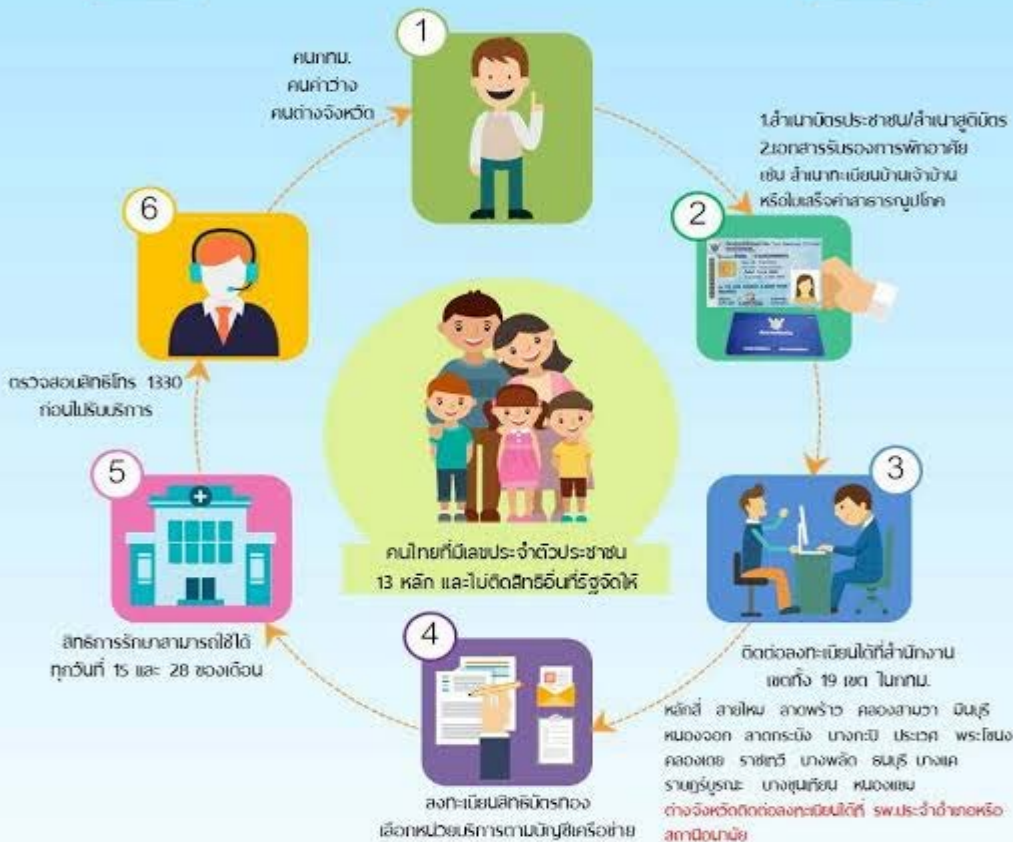 1
คนกทม.
คนค่าว่าง
คนต่างจังหวัด
1.สำเนาบัตรประชาชน/สำเนาสูติบัตร
2.เอกสารรับรองการพักอาศัย
เช่น สำเนาทะเบียนบ้านเจ้าบ้าน
หรือใบเสร็จค่าสาธารณูปโภค
2
3
ติดต่อลงทะเบียนได้ที่สำนักงาน
เขตทั้ง 19 เขต ในกทม.
หลักสี่ สายไหม ลาดพร้าว คลองสามวา มีนบุรี
หนองจอก ลาดกระบัง บางกะปิ ประเวศ พระโขนง
คลองเตย ราชเทวี บางพลัด ธนบุรี บางแค
ราษฎร์บูรณะ บางขุนเทียน หนองแขม
ต่างจังหวัดติดต่อลงทะเบียนได้ที่ รพ.ประจำอำเภอหรือ
สถานีอนามัย
4
ลงทะเบียนสิทธิบัตรทอง
เลือกหน่วยบริการตามบัญชีเครือข่าย
5
สิทธิการรักษาสามารถใช้ได้
ทุกวันที่ 15 และ 28 ของเดือน
6
ตรวจสอบสิทธิโทร 1330
ก่อนไปรับบริการ
คนไทยที่มีเลขประจำตัวประชาชน
13 หลัก และไม่ติดสิทธิอื่นที่รัฐจัดให้